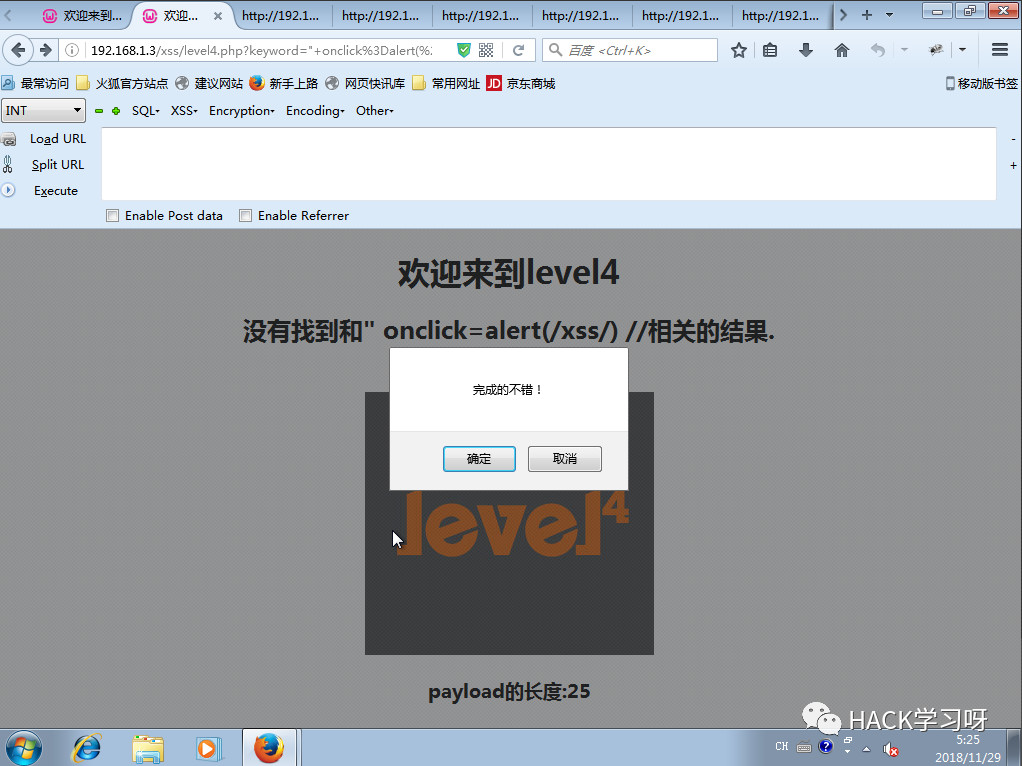 欢迎来到...
欢迎...
http://192.1...
http://192.1...
http://192.1...
http://192.1...
http://192.1...
http://192.1...
192.168.1.3/xss/level4.php?keyword="+onclick%3Dalert(%2
百度 <Ctrl+K>
最常访问 火狐官方站点 建议网站 新手上路 网页快讯库 常用网址 JD 京东商城 移动版书签
INT SQL XSS Encryption Encoding Other
Load URL
Split URL
Execute
-
+
Enable Post data Enable Referrer
欢迎来到level4
没有找到和" onclick=alert(/xss/) //相关的结果.
完成的不错！
确定 取消
level4
payload的长度:25
HACK学习呀
CH
5:25
2018/11/29